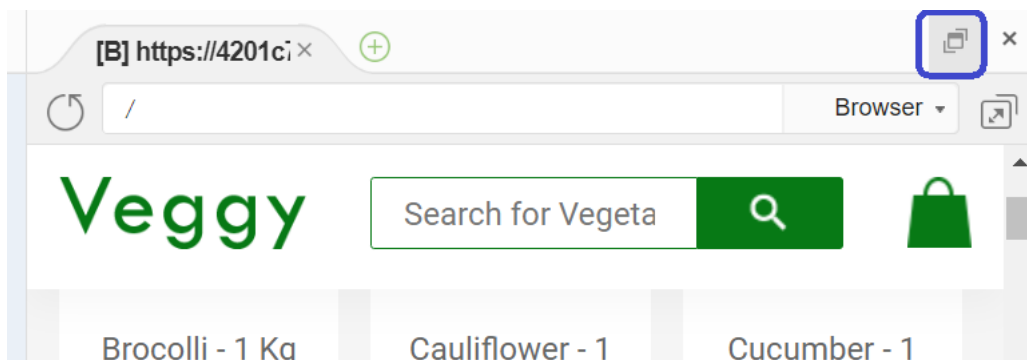 [B] https://4201c
/
Browser
Veggy
Search for Vegeta
Brocolli - 1 Kg
Cauliflower - 1
Cucumber - 1